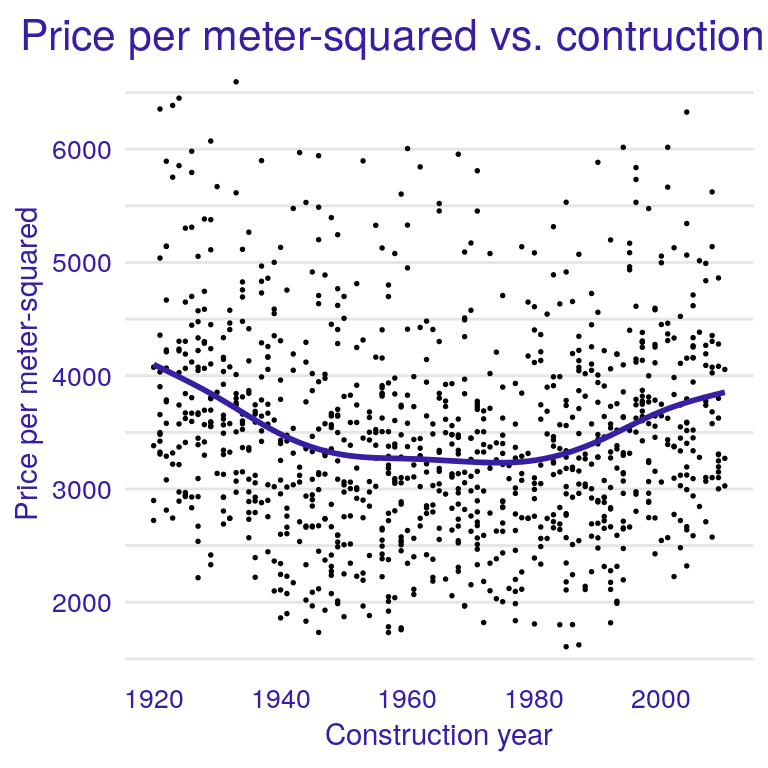 Price per meter-squared vs. contruction
Price per meter-squared
6000
5000
4000
3000
2000
1920 1940 1960 1980 2000
Construction year